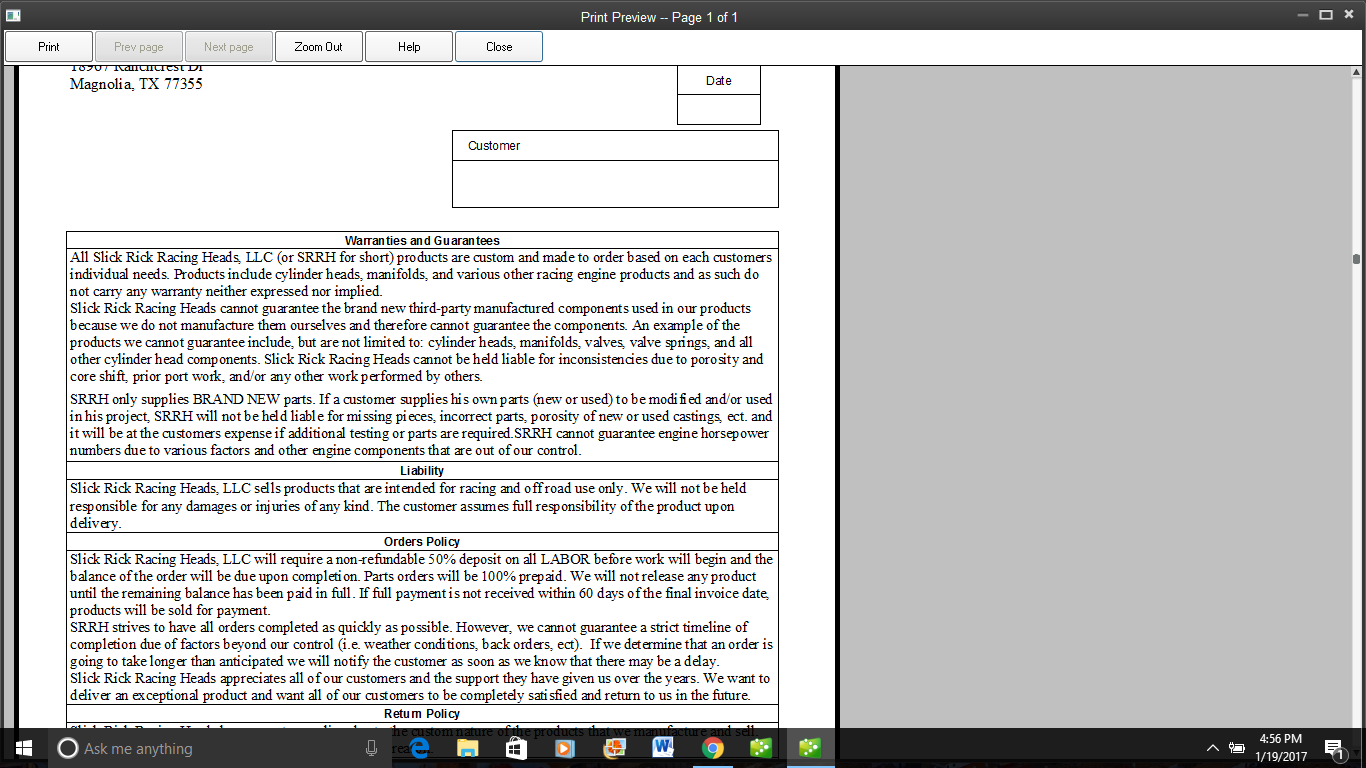 Print Preview -- Page 1 of 1
Print
Prev page
Next page
Zoom Out
Help
Close
Magnolia, TX 77355
Date
Customer
Warranties and Guarantees
All Slick Rick Racing Heads, LLC (or SRRH for short) products are custom and made to order based on each customers
individual needs. Products include cylinder heads, manifolds, and various other racing engine products and as such do
not carry any warranty neither expressed nor implied.
Slick Rick Racing Heads cannot guarantee the brand new third-party manufactured components used in our products
because we do not manufacture them ourselves and therefore cannot guarantee the components. An example of the
products we cannot guarantee include, but are not limited to: cylinder heads, manifolds, valves, valve springs, and all
other cylinder head components. Slick Rick Racing Heads cannot be held liable for inconsistencies due to porosity and
core shift, prior port work, and/or any other work performed by others.
SRRH only supplies BRAND NEW parts. If a customer supplies his own parts (new or used) to be modified and/or used
in his project, SRRH will not be held liable for missing pieces, incorrect parts, porosity of new or used castings, ect. and
it will be at the customers expense if additional testing or parts are required.SRRH cannot guarantee engine horsepower
numbers due to various factors and other engine components that are out of our control.
Liability
Slick Rick Racing Heads, LLC sells products that are intended for racing and off road use only. We will not be held
responsible for any damages or injuries of any kind. The customer assumes full responsibility of the product upon
delivery.
Orders Policy
Slick Rick Racing Heads, LLC will require a non-refundable 50% deposit on all LABOR before work will begin and the
balance of the order will be due upon completion. Parts orders will be 100% prepaid. We will not release any product
until the remaining balance has been paid in full. If full payment is not received within 60 days of the final invoice date,
products will be sold for payment.
SRRH strives to have all orders completed as quickly as possible. However, we cannot guarantee a strict timeline of
completion due of factors beyond our control (i.e. weather conditions, back orders, ect).  If we determine that an order is
going to take longer than anticipated we will notify the customer as soon as we know that there may be a delay.
Slick Rick Racing Heads appreciates all of our customers and the support they have given us over the years. We want to
deliver an exceptional product and want all of our customers to be completely satisfied and return to us in the future.
Return Policy
the custom nature of the products that we manufacture and sell
Ask me anything
4:56 PM
1/19/2017
1